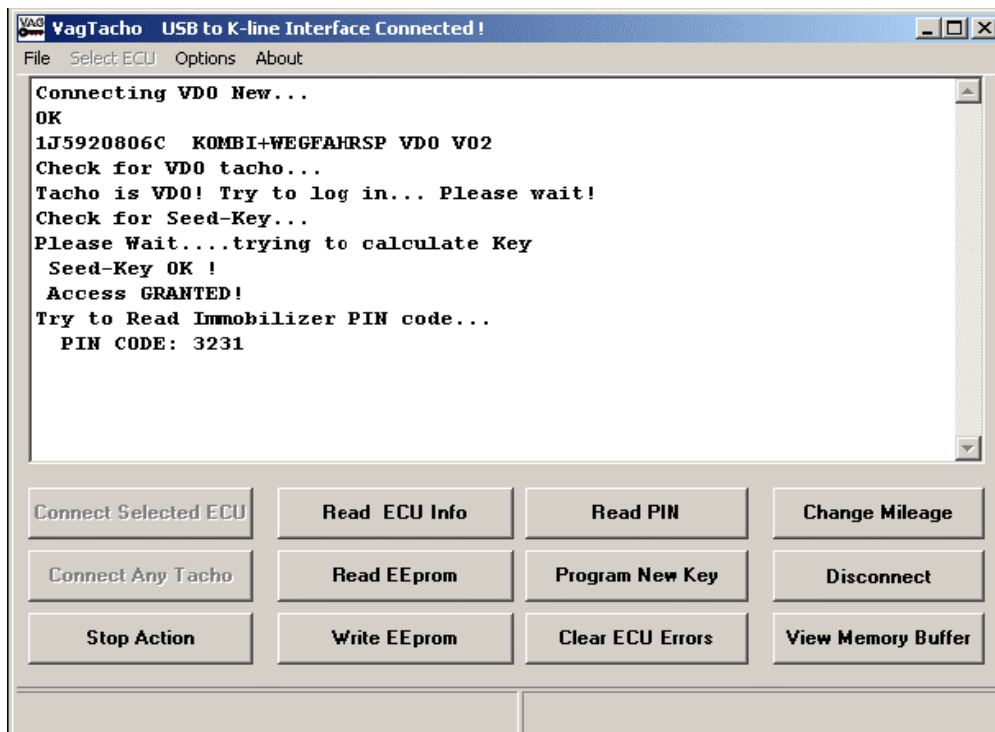 VAG VagTacho USB to K-line Interface Connected !
File Select ECU Options About
Connecting VDO New...
OK
1J5920806C KOMBI+WEGFAHRSP VDO V02
Check for VDO tacho...
Tacho is VDO! Try to log in... Please wait!
Check for Seed-Key...
Please Wait....trying to calculate Key
Seed-Key OK !
Access GRANTED!
Try to Read Immobilizer PIN code...
PIN CODE: 3231
Connect Selected ECU Read ECU Info Read PIN Change Mileage
Connect Any Tacho Read EEprom Program New Key Disconnect
Stop Action Write EEprom Clear ECU Errors View Memory Buffer